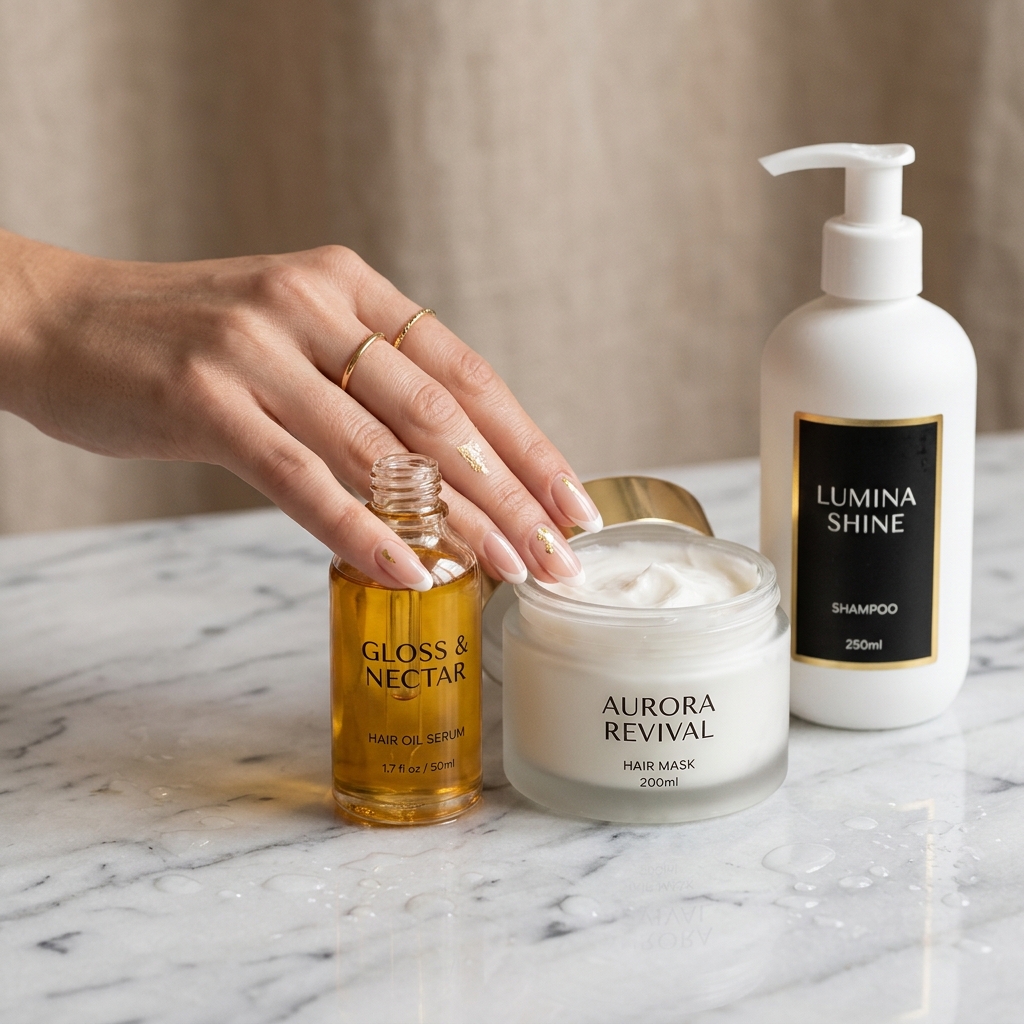 GLOSS &
NECTAR
HAIR OIL SERUM
1.7 fl oz / 50ml
AURORA
REVIVAL
HAIR MASK
200ml
LUMINA
SHINE
SHAMPOO
250ml